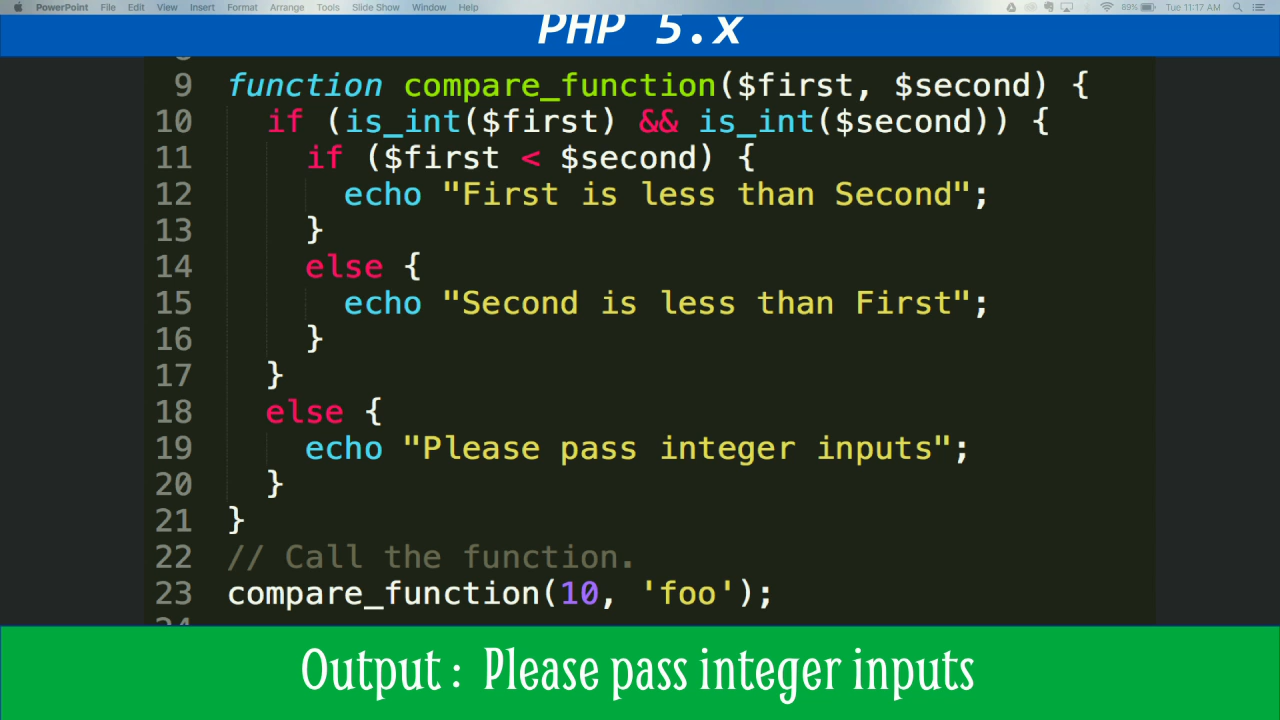 PowerPoint File Edit View Insert Format Arrange Tools Slide Show Window Help 89% Tue 11:17 AM
PHP 5.x
9 function compare_function($first, $second) {
10 if (is_int($first) && is_int($second)) {
11 if ($first < $second) {
12 echo "First is less than Second";
13 }
14 else {
15 echo "Second is less than First";
16 }
17 }
18 else {
19 echo "Please pass integer inputs";
20 }
21 }
22 // Call the function.
23 compare_function(10, 'foo');
Output : Please pass integer inputs